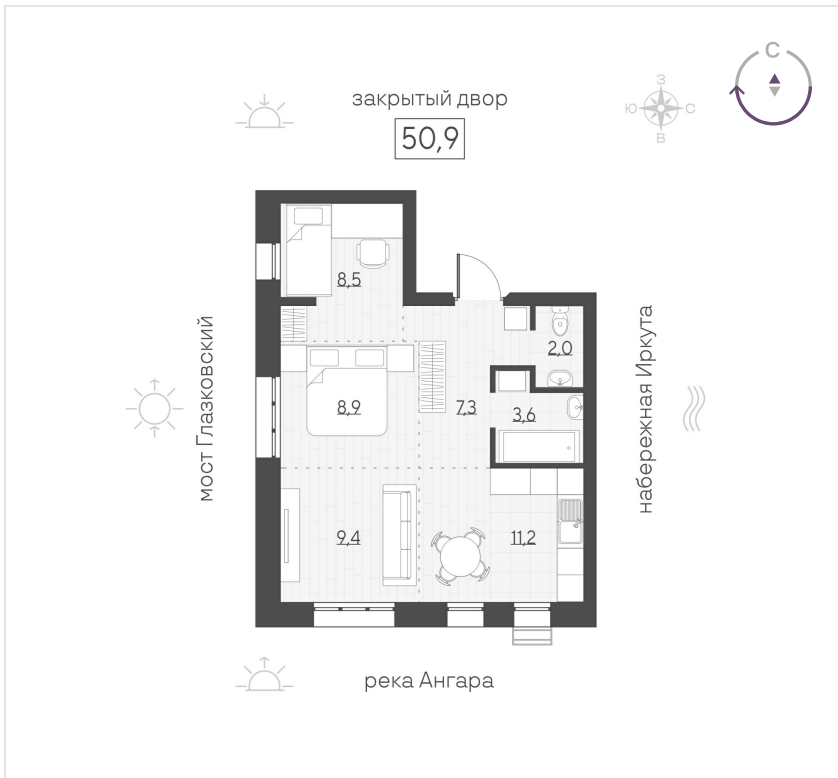 С
закрытый двор
З
50,9
Ю
С
В
8,5
мост Глазковский
набережная Иркута
2,0
8,9
7,3
3,6
9,4
11,2
река Ангара